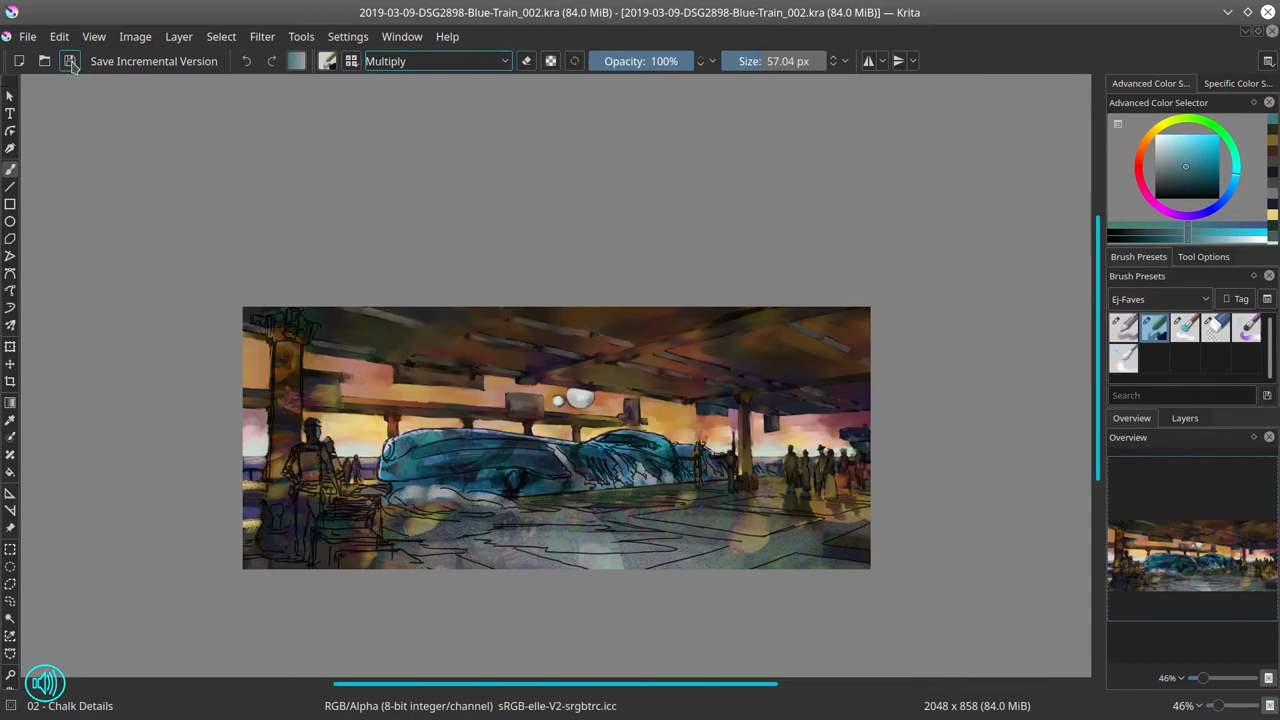 2019-03-09-DSG2898-Blue-Train_002.kra (84.0 MiB) - [2019-03-09-DSG2898-Blue-Train_002.kra (84.0 MiB)] — Krita
File Edit View Image Layer Select Filter Tools Settings Window Help
Save Incremental Version Multiply Opacity: 100% Size: 57.04 px
Advanced Color S... Specific Color S...
Advanced Color Selector
Brush Presets Tool Options
Brush Presets
Ej-Faves Tag
Search
Overview Layers
Overview
46%
02 - Chalk Details RGB/Alpha (8-bit integer/channel) sRGB-elle-V2-srgbtrc.icc 2048 x 858 (84.0 MiB) 46%